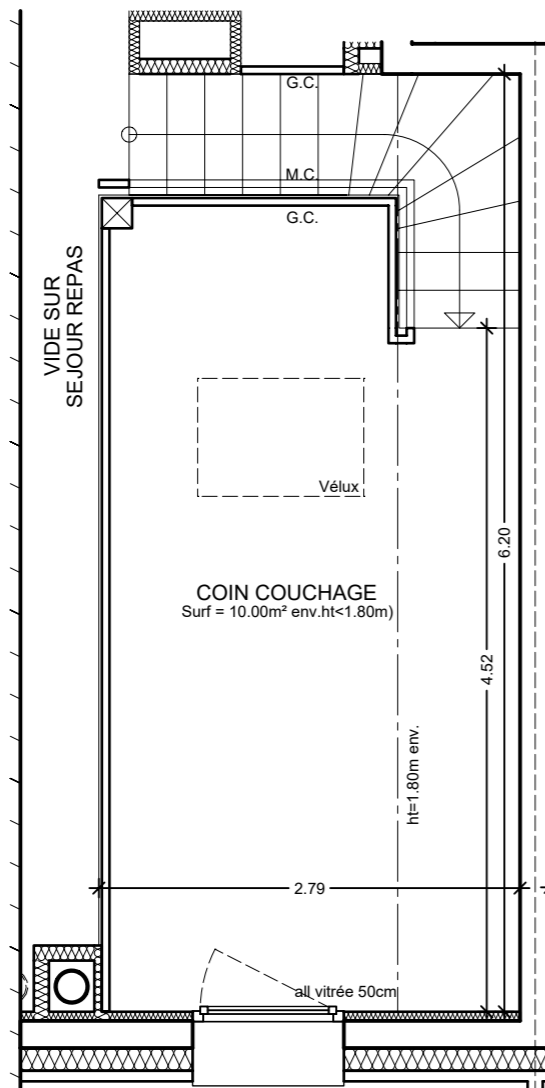 G.C.
M.C.
G.C.
VIDE SUR
SEJOUR REPAS
Vélux
COIN COUCHAGE
Surf = 10.00m² env.ht<1.80m)
6.20
4.52
ht=1.80m env.
2.79
all vitrée 50cm